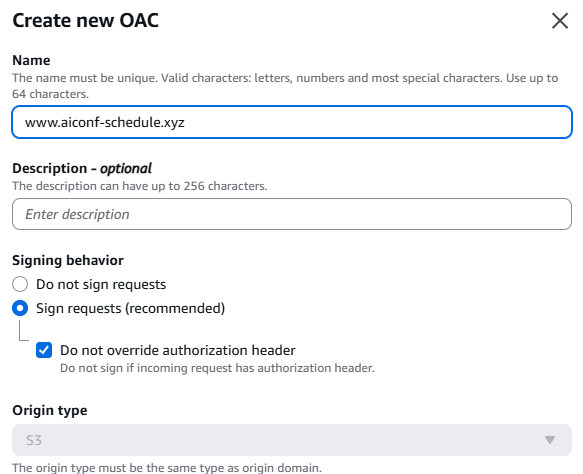 Create new OAC
Name
The name must be unique. Valid characters: letters, numbers and most special characters. Use up to
64 characters.
www.aiconf-schedule.xyz
Description - optional
The description can have up to 256 characters.
Enter description
Signing behavior
Do not sign requests
Sign requests (recommended)
Do not override authorization header
Do not sign if incoming request has authorization header.
Origin type
S3
The origin type must be the same type as origin domain.